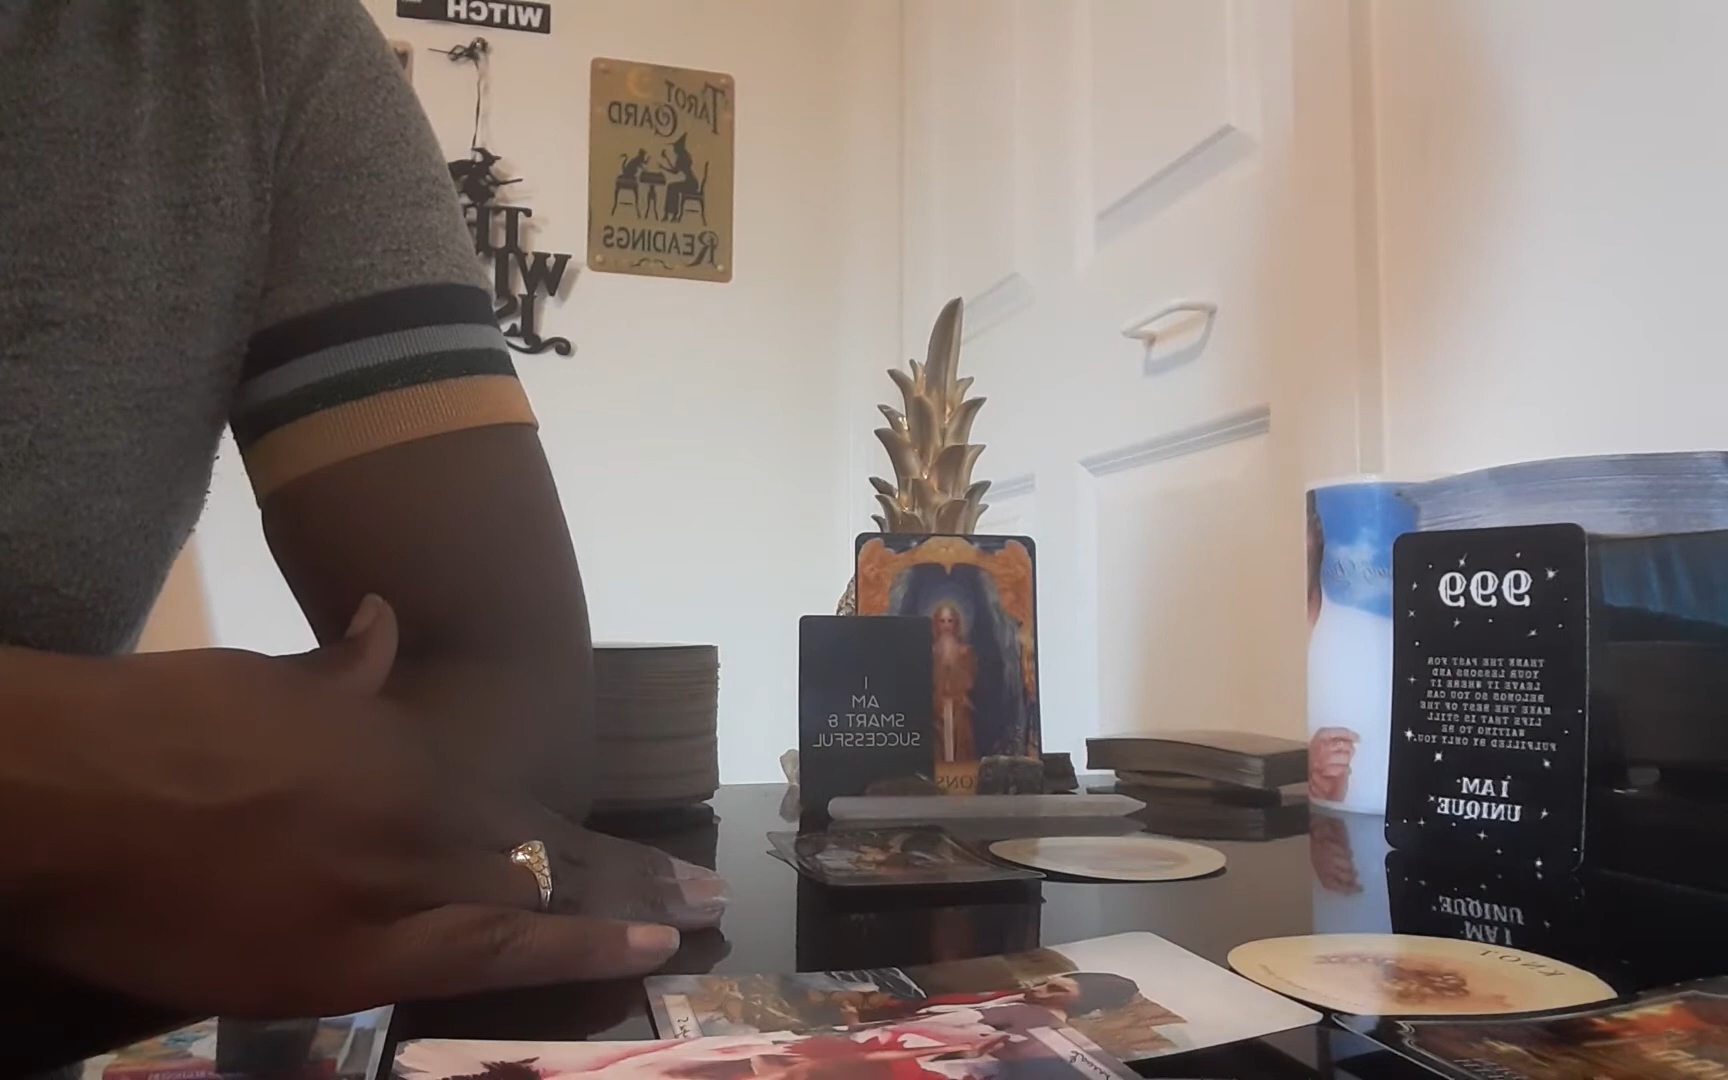 WITCH
TAROT
CARD
READINGS
I
AM
SMART &
SUCCESSFUL
999
THANK THE PAST FOR
YOUR LESSONS AND
LEAVE IT WHERE IT
BELONGS SO YOU CAN
MAKE THE BEST OF THE
LIFE THAT IS STILL
WAITING TO BE
FULFILLED BY ONLY YOU.
I AM
UNIQUE
KNOT